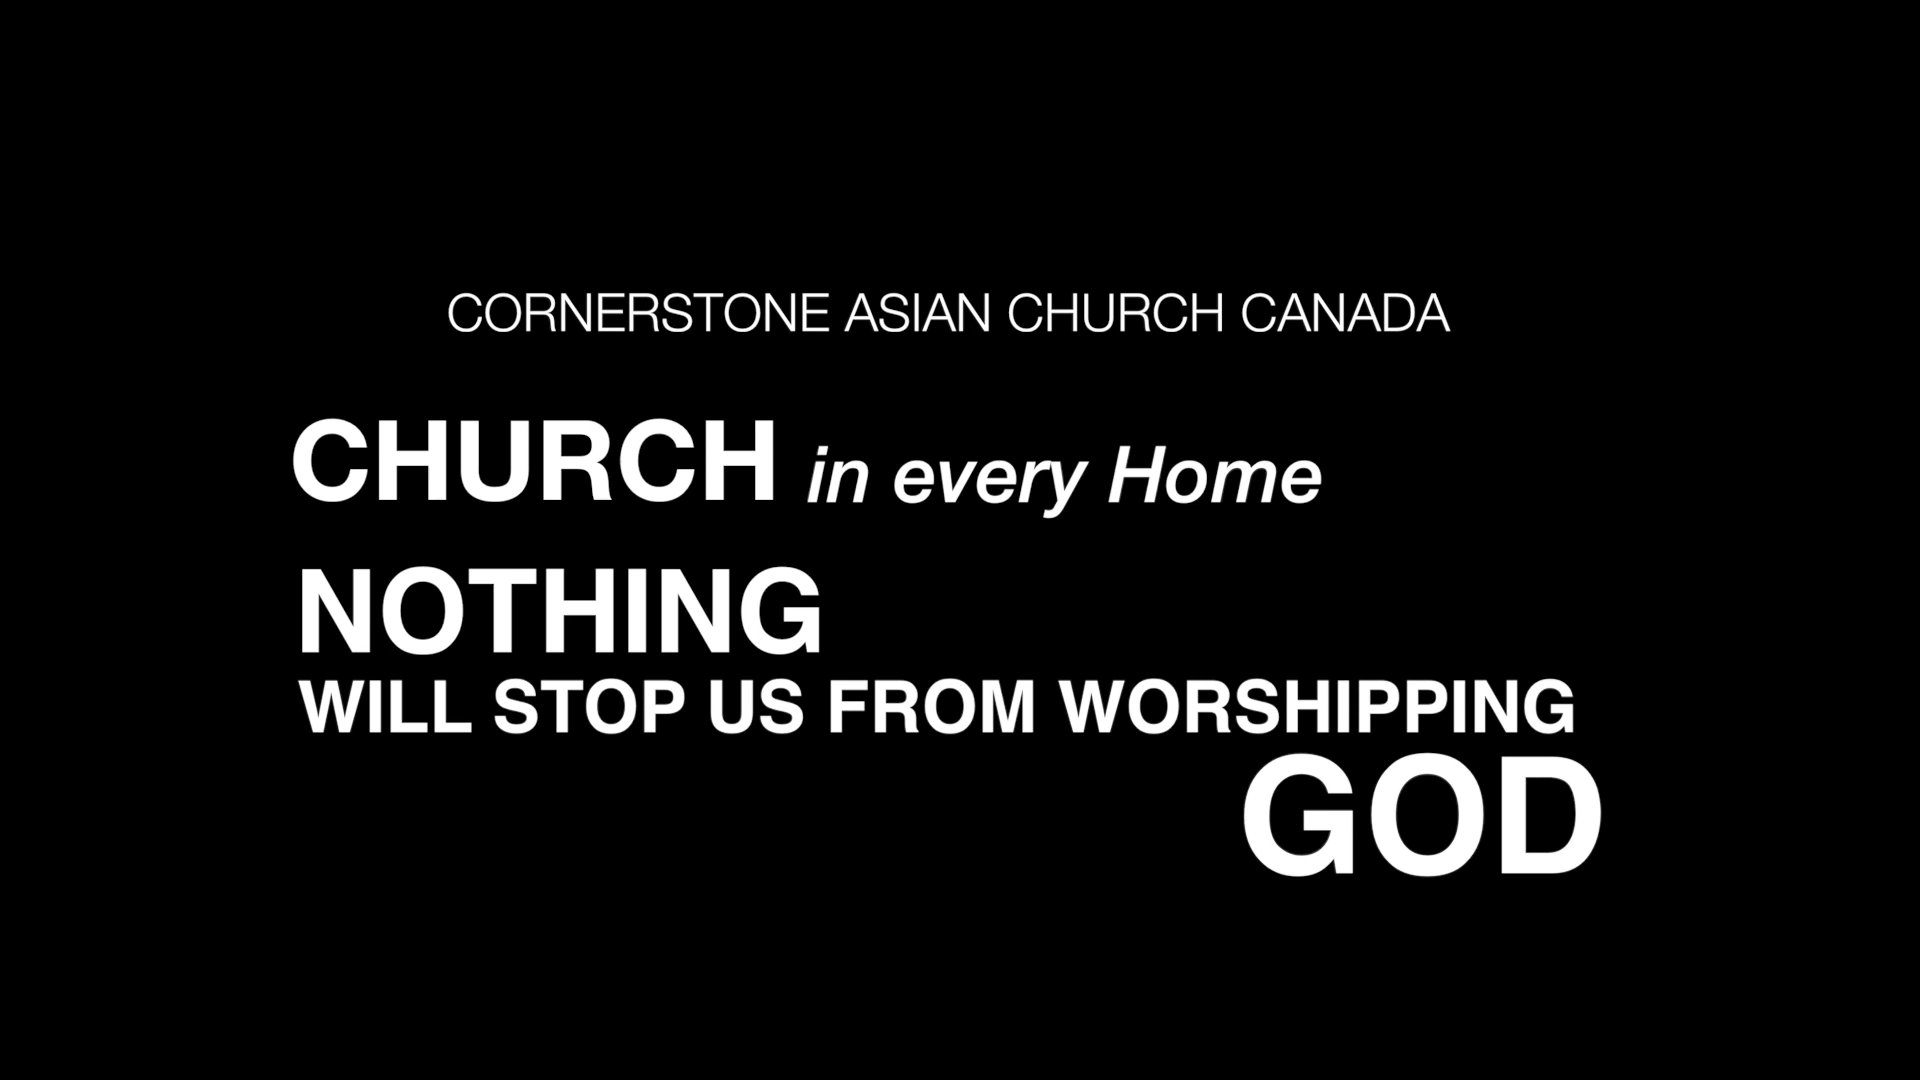 CORNERSTONE ASIAN CHURCH CANADA
CHURCH in every Home
NOTHING
WILL STOP US FROM WORSHIPPING
GOD